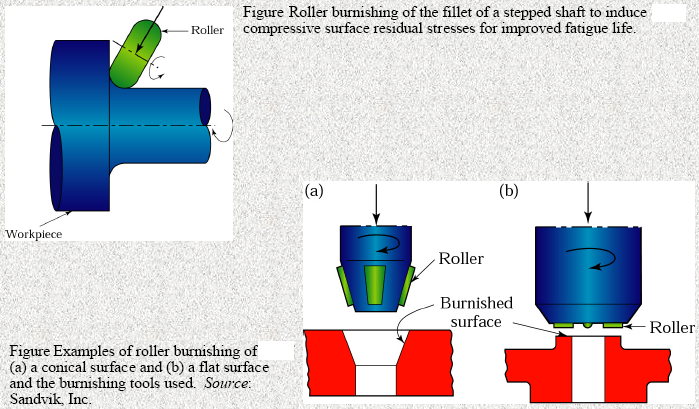 Figure Roller burnishing of the fillet of a stepped shaft to induce
compressive surface residual stresses for improved fatigue life.
Roller
Workpiece
(a)
(b)
Roller
Burnished
surface
Roller
Figure Examples of roller burnishing of
(a) a conical surface and (b) a flat surface
and the burnishing tools used. Source:
Sandvik, Inc.